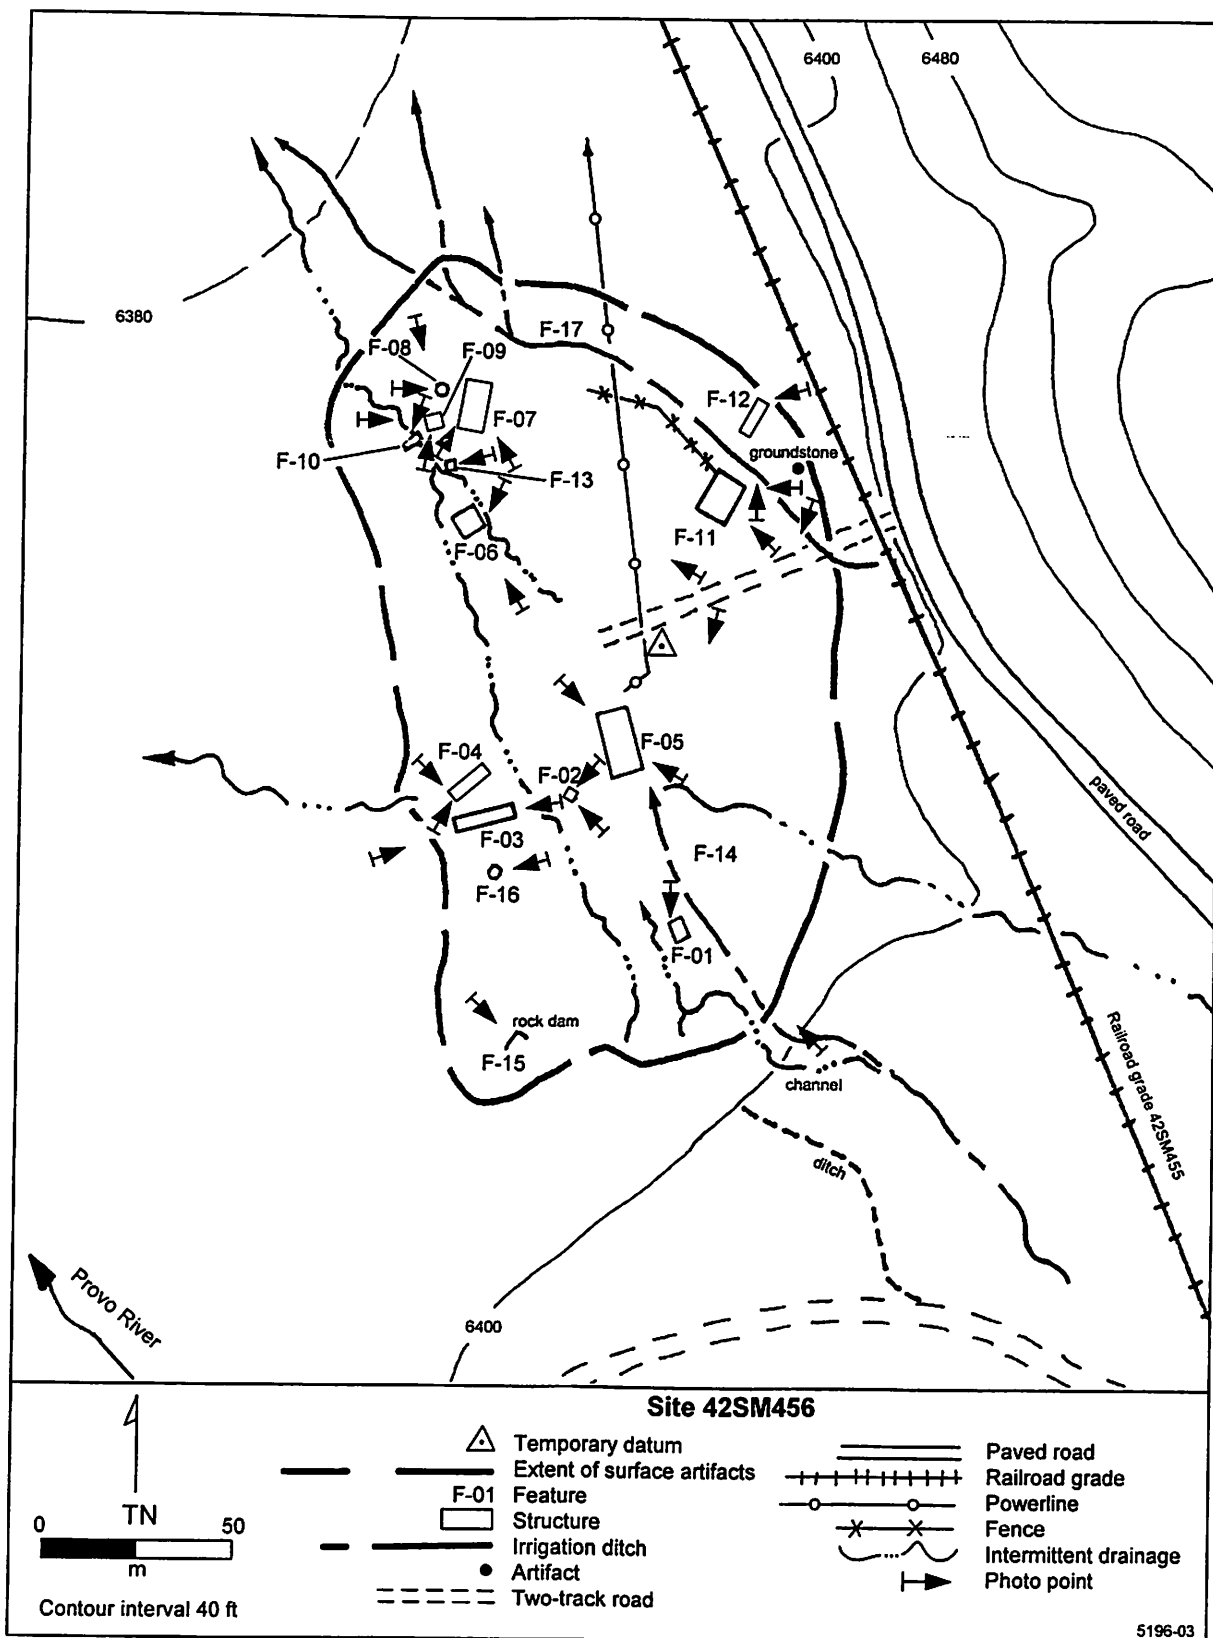 6400
6480
6380
F-17
F-08
F-09
F-12
F-07
groundstone
F-10
F-13
F-11
F-06
F-05
F-04
F-02
paved road
F-03
F-14
F-16
F-01
rock dam
F-15
channel
Railroad grade 42SM455
ditch
Provo River
6400
Site 42SM456
TN
0 50
m
Contour interval 40 ft
Temporary datum
Extent of surface artifacts
F-01 Feature
Structure
Irrigation ditch
Artifact
Two-track road
Paved road
Railroad grade
Powerline
Fence
Intermittent drainage
Photo point
5196-03